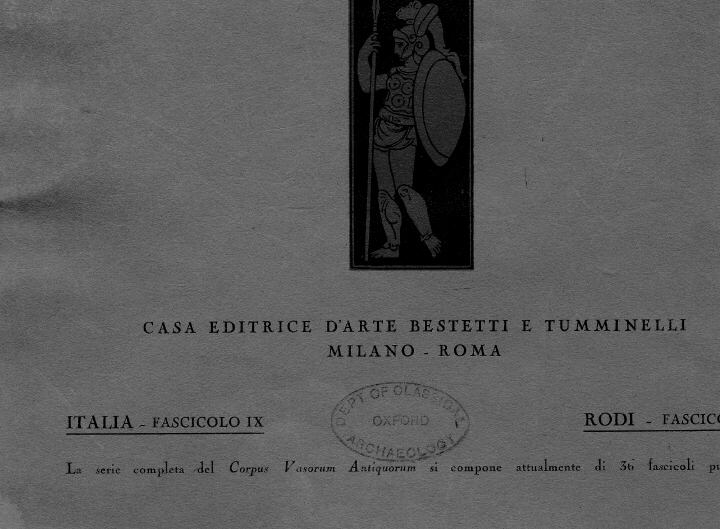 CASA EDITRICE D'ARTE BESTETTI E TUMMINELLI
MILANO - ROMA
DEPT OF CLASSICAL
OXFORD
ARCHAEOLOGY
ITALIA - FASCICOLO IX
RODI - FASCICO
La serie completa del Corpus Vasorum Antiquorum si compone attualmente di 36 fascicoli pu